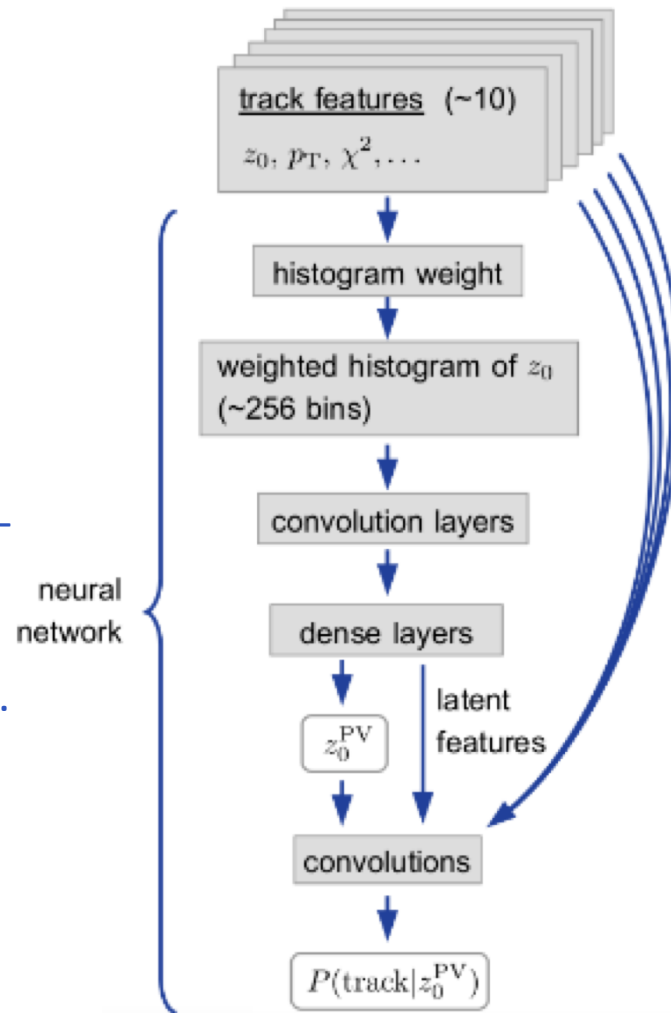 track features (~10)
z₀, p_T, χ², . . .
histogram weight
weighted histogram of z₀
(~256 bins)
convolution layers
neural
network
dense layers
latent
features
z₀^PV
convolutions
P(track|z₀^PV)